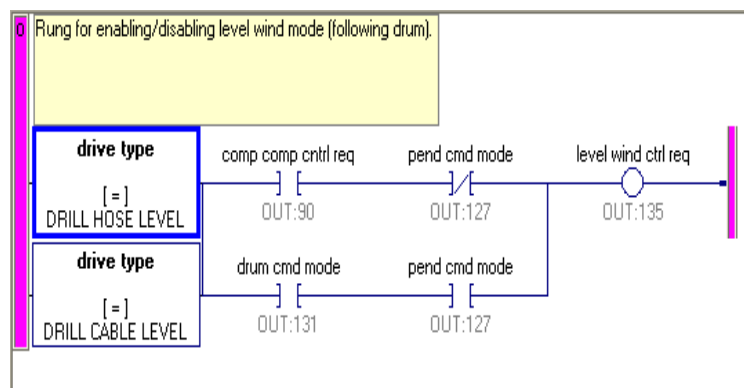 0
Rung for enabling/disabling level wind mode (following drum).
drive type
[ = ]
DRILL HOSE LEVEL
comp comp cntrl req
OUT:90
pend cmd mode
OUT:127
level wind ctrl req
OUT:135
drive type
[ = ]
DRILL CABLE LEVEL
drum cmd mode
OUT:131
pend cmd mode
OUT:127